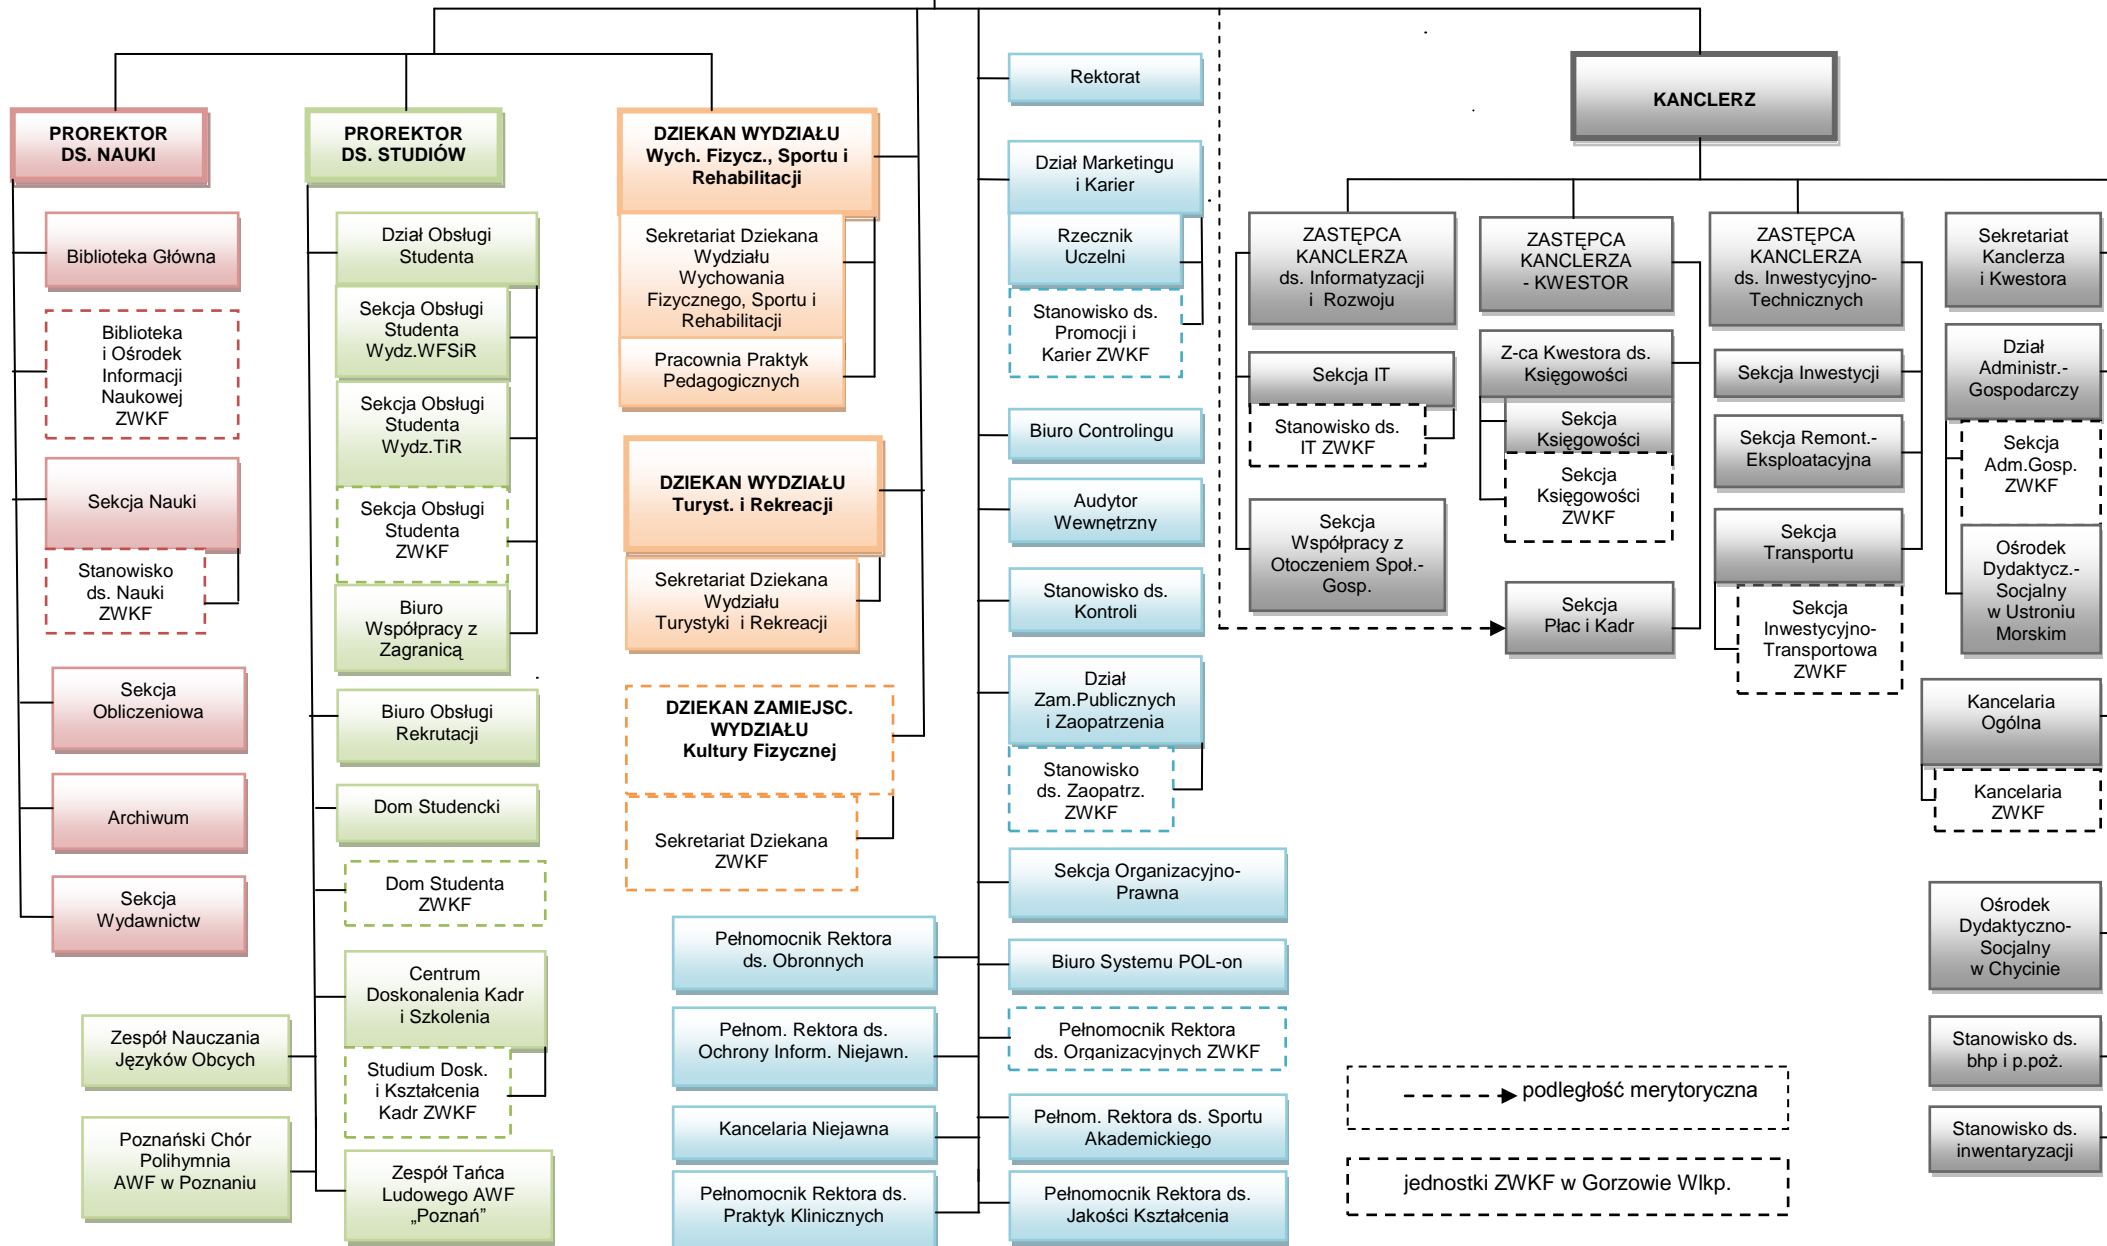 PROREKTOR
DS. NAUKI
Biblioteka Główna
Biblioteka
i Ośrodek
Informacji
Naukowej
ZWKF
Sekcja Nauki
Stanowisko
ds. Nauki
ZWKF
Sekcja
Obliczeniowa
Archiwum
Sekcja
Wydawnictw
PROREKTOR
DS. STUDIÓW
Dział Obsługi
Studenta
Sekcja Obsługi
Studenta
Wydz.WFSiR
Sekcja Obsługi
Studenta
Wydz.TiR
Sekcja Obsługi
Studenta
ZWKF
Biuro
Współpracy z
Zagranicą
Biuro Obsługi
Rekrutacji
Dom Studencki
Dom Studenta
ZWKF
Centrum
Doskonalenia Kadr
i Szkolenia
Studium Dosk.
i Kształcenia
Kadr ZWKF
Zespół Nauczania
Języków Obcych
Poznański Chór
Polihymnia
AWF w Poznaniu
Zespół Tańca
Ludowego AWF
„Poznań”
DZIEKAN WYDZIAŁU
Wych. Fizycz., Sportu i
Rehabilitacji
Sekretariat Dziekana
Wydziału
Wychowania
Fizycznego, Sportu i
Rehabilitacji
Pracownia Praktyk
Pedagogicznych
DZIEKAN WYDZIAŁU
Turyst. i Rekreacji
Sekretariat Dziekana
Wydziału
Turystyki i Rekreacji
DZIEKAN ZAMIEJSC.
WYDZIAŁU
Kultury Fizycznej
Sekretariat Dziekana
ZWKF
Rektorat
Dział Marketingu
i Karier
Rzecznik
Uczelni
Stanowisko ds.
Promocji i
Karier ZWKF
Biuro Controlingu
Audytor
Wewnętrzny
Stanowisko ds.
Kontroli
Dział
Zam.Publicznych
i Zaopatrzenia
Stanowisko
ds. Zaopatrz.
ZWKF
Sekcja Organizacyjno-
Prawna
Pełnomocnik Rektora
ds. Obronnych
Biuro Systemu POL-on
Pełnom. Rektora ds.
Ochrony Inform. Niejawn.
Pełnomocnik Rektora
ds. Organizacyjnych ZWKF
Kancelaria Niejawna
Pełnom. Rektora ds. Sportu
Akademickiego
Pełnomocnik Rektora ds.
Praktyk Klinicznych
Pełnomocnik Rektora ds.
Jakości Kształcenia
KANCLERZ
ZASTĘPCA
KANCLERZA
ds. Informatyzacji
i Rozwoju
Sekcja IT
Stanowisko ds.
IT ZWKF
Sekcja
Współpracy z
Otoczeniem Społ.-
Gosp.
ZASTĘPCA
KANCLERZA
- KWESTOR
Z-ca Kwestora ds.
Księgowości
Sekcja
Księgowości
Sekcja
Księgowości
ZWKF
Sekcja
Płac i Kadr
ZASTĘPCA
KANCLERZA
ds. Inwestycyjno-
Technicznych
Sekcja Inwestycji
Sekcja Remont.-
Eksploatacyjna
Sekcja
Transportu
Sekcja
Inwestycyjno-
Transportowa
ZWKF
Sekretariat
Kanclerza
i Kwestora
Dział
Administr.-
Gospodarczy
Sekcja
Adm.Gosp.
ZWKF
Ośrodek
Dydaktycz.-
Socjalny
w Ustroniu
Morskim
Kancelaria
Ogólna
Kancelaria
ZWKF
Ośrodek
Dydaktyczno-
Socjalny
w Chycinie
Stanowisko ds.
bhp i p.poż.
Stanowisko ds.
inwentaryzacji
podległość merytoryczna
jednostki ZWKF w Gorzowie Wlkp.